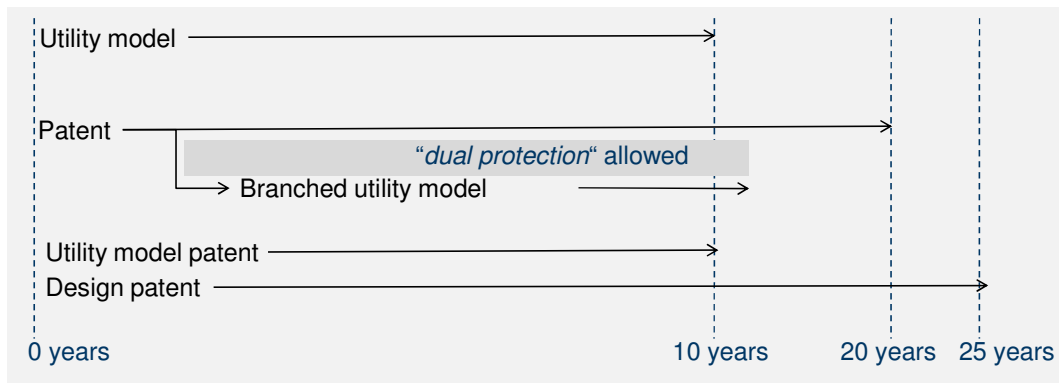 Utility model
Patent
“dual protection“ allowed
Branched utility model
Utility model patent
Design patent
0 years
10 years
20 years
25 years